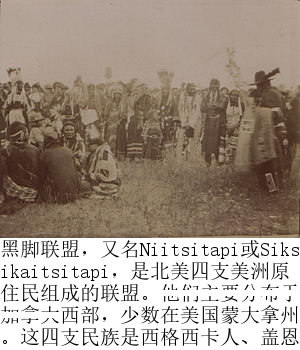 黑脚联盟，又名Niitsitapi或Siks
ikaitsitapi，是北美四支美洲原
住民组成的联盟。他们主要分布于
加拿大西部，少数在美国蒙大拿州
。这四支民族是西格西卡人、盖恩